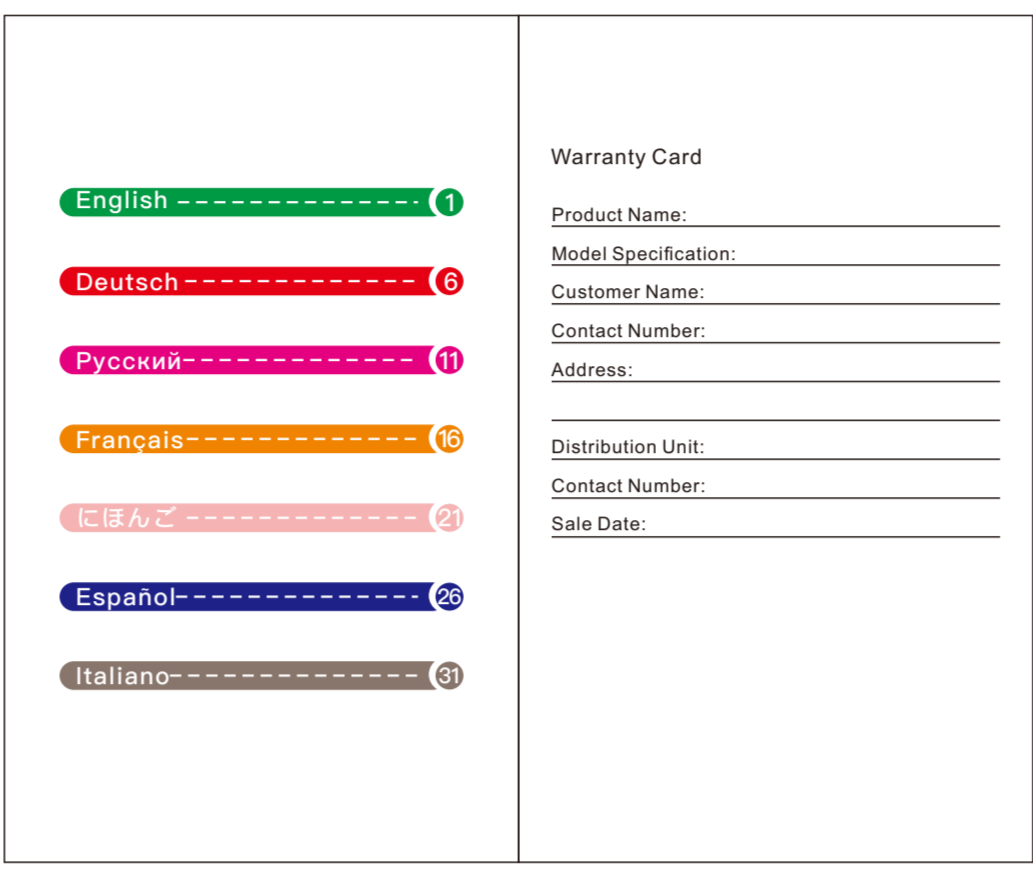 English 1
Deutsch 6
Русский 11
Français 16
にほんご 21
Español 26
Italiano 31
Warranty Card
Product Name:
Model Specification:
Customer Name:
Contact Number:
Address:
Distribution Unit:
Contact Number:
Sale Date: